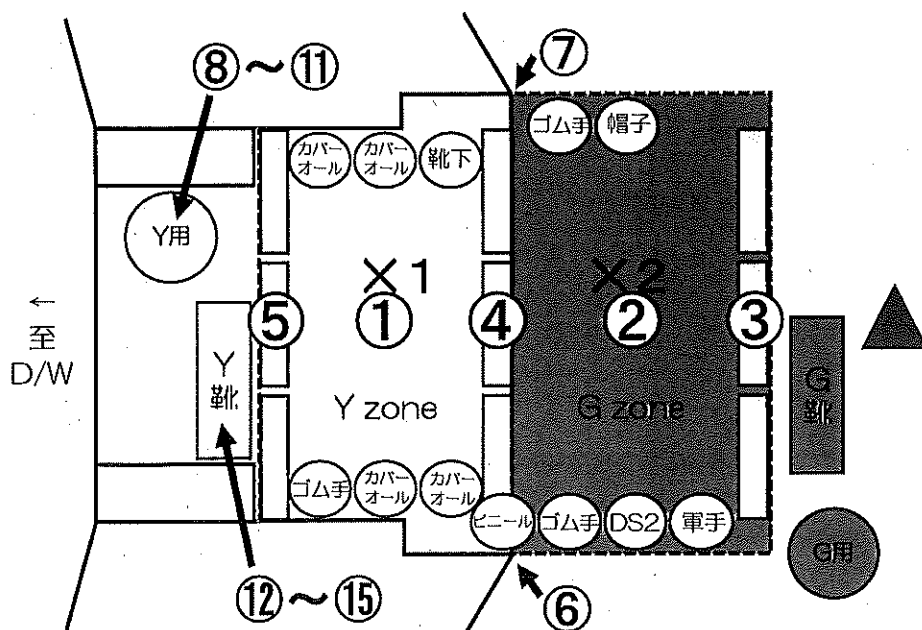 ⑧～⑪
⑦
ゴム手
帽子
カバー
オール
カバー
オール
靴下
Y用
×1
×2
⑤
①
④
②
③
←
至
D/W
Y
靴
Y zone
G zone
G
靴
ゴム手
カバー
オール
カバー
オール
ビニール
ゴム手
DS2
軍手
G用
⑫～⑮
⑥